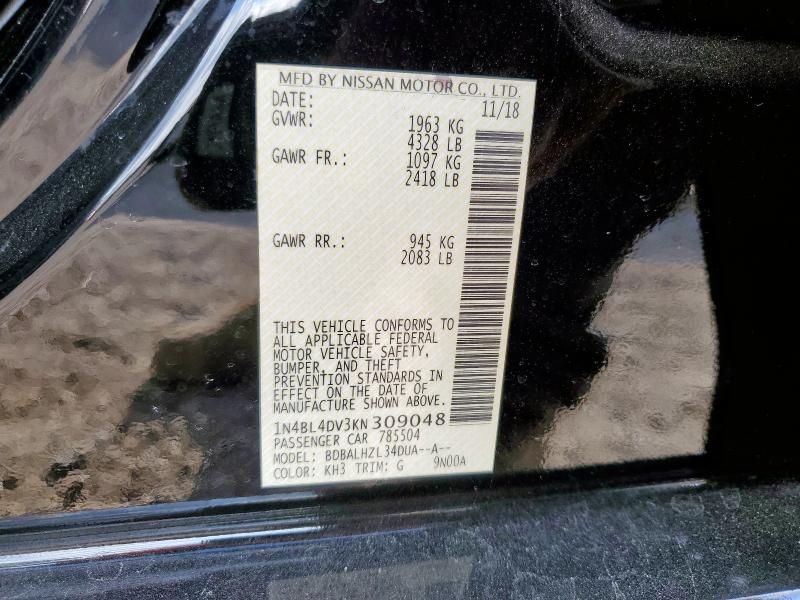 MFD BY NISSAN MOTOR CO., LTD.
DATE: 11/18
GVWR: 1963 KG
4328 LB
GAWR FR.: 1097 KG
2418 LB
GAWR RR.: 945 KG
2083 LB
THIS VEHICLE CONFORMS TO
ALL APPLICABLE FEDERAL
MOTOR VEHICLE SAFETY,
BUMPER, AND THEFT
PREVENTION STANDARDS IN
EFFECT ON THE DATE OF
MANUFACTURE SHOWN ABOVE.
1N4BL4DV3KN309048
PASSENGER CAR 785504
MODEL: BDBALHZL34DUA--A--
COLOR: KH3 TRIM: G 9N00A